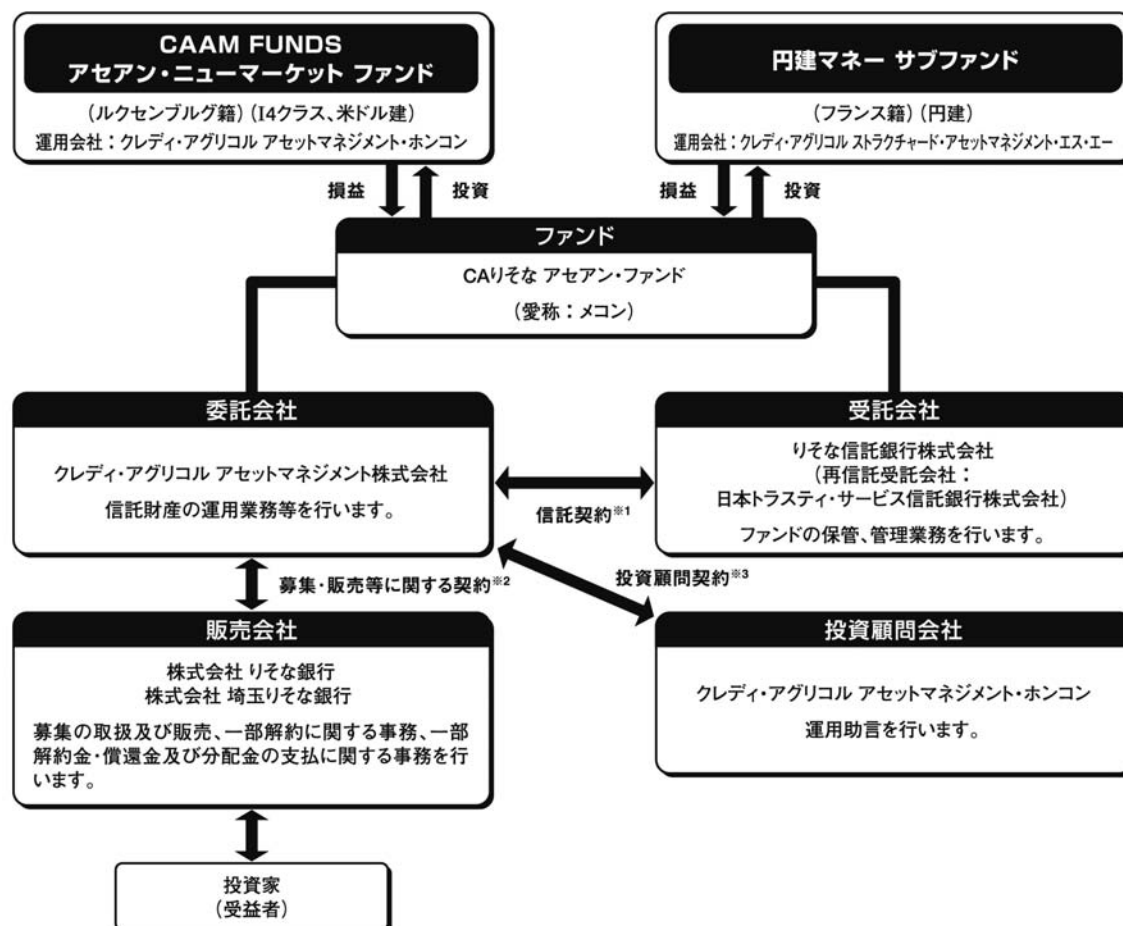 CAAM FUNDS
アセアン・ニューマーケット ファンド
(ルクセンブルグ籍)(I4クラス、米ドル建)
運用会社：クレディ・アグリコル アセットマネジメント・ホンコン
円建マネー サブファンド
(フランス籍)(円建)
運用会社：クレディ・アグリコル ストラクチャード・アセットマネジメント・エス・エー
損益
投資
損益
投資
ファンド
CAりそな アセアン・ファンド
(愛称：メコン)
委託会社
クレディ・アグリコル アセットマネジメント株式会社
信託財産の運用業務等を行います。
信託契約※1
受託会社
りそな信託銀行株式会社
(再信託受託会社：
日本トラスティ・サービス信託銀行株式会社)
ファンドの保管、管理業務を行います。
募集・販売等に関する契約※2
投資顧問契約※3
販売会社
株式会社 りそな銀行
株式会社 埼玉りそな銀行
募集の取扱及び販売、一部解約に関する事務、一部
解約金・償還金及び分配金の支払に関する事務を行
います。
投資顧問会社
クレディ・アグリコル アセットマネジメント・ホンコン
運用助言を行います。
投資家
(受益者)